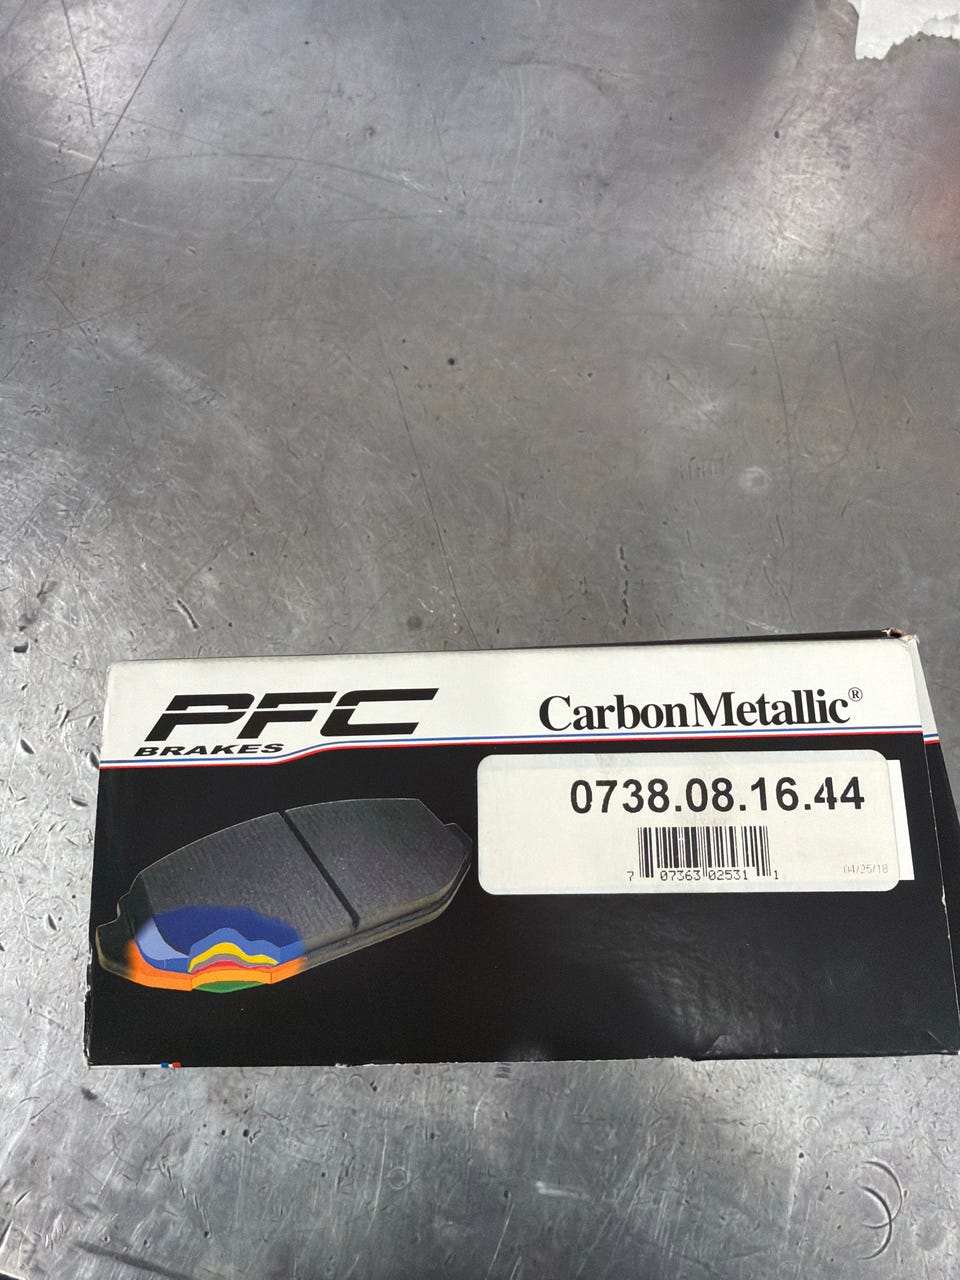 PFC
BRAKES
CarbonMetallic®
0738.08.16.44
7 07363 02531 1
04/25/18